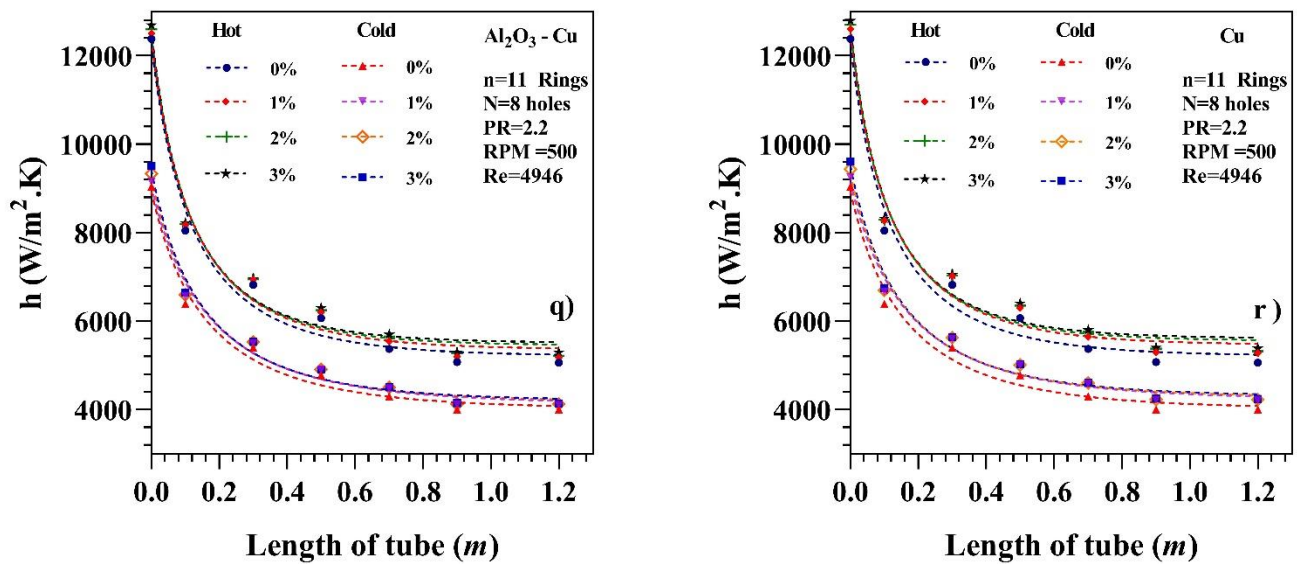 h (W/m².K)
12000
10000
8000
6000
4000
0.0 0.2 0.4 0.6 0.8 1.0 1.2
Length of tube (m)
Hot Cold Al₂O₃ - Cu
0% 0%
1% 1%
2% 2%
3% 3%
n=11 Rings
N=8 holes
PR=2.2
RPM =500
Re=4946
q)
h (W/m².K)
12000
10000
8000
6000
4000
0.0 0.2 0.4 0.6 0.8 1.0 1.2
Length of tube (m)
Hot Cold Cu
0% 0%
1% 1%
2% 2%
3% 3%
n=11 Rings
N=8 holes
PR=2.2
RPM =500
Re=4946
r )